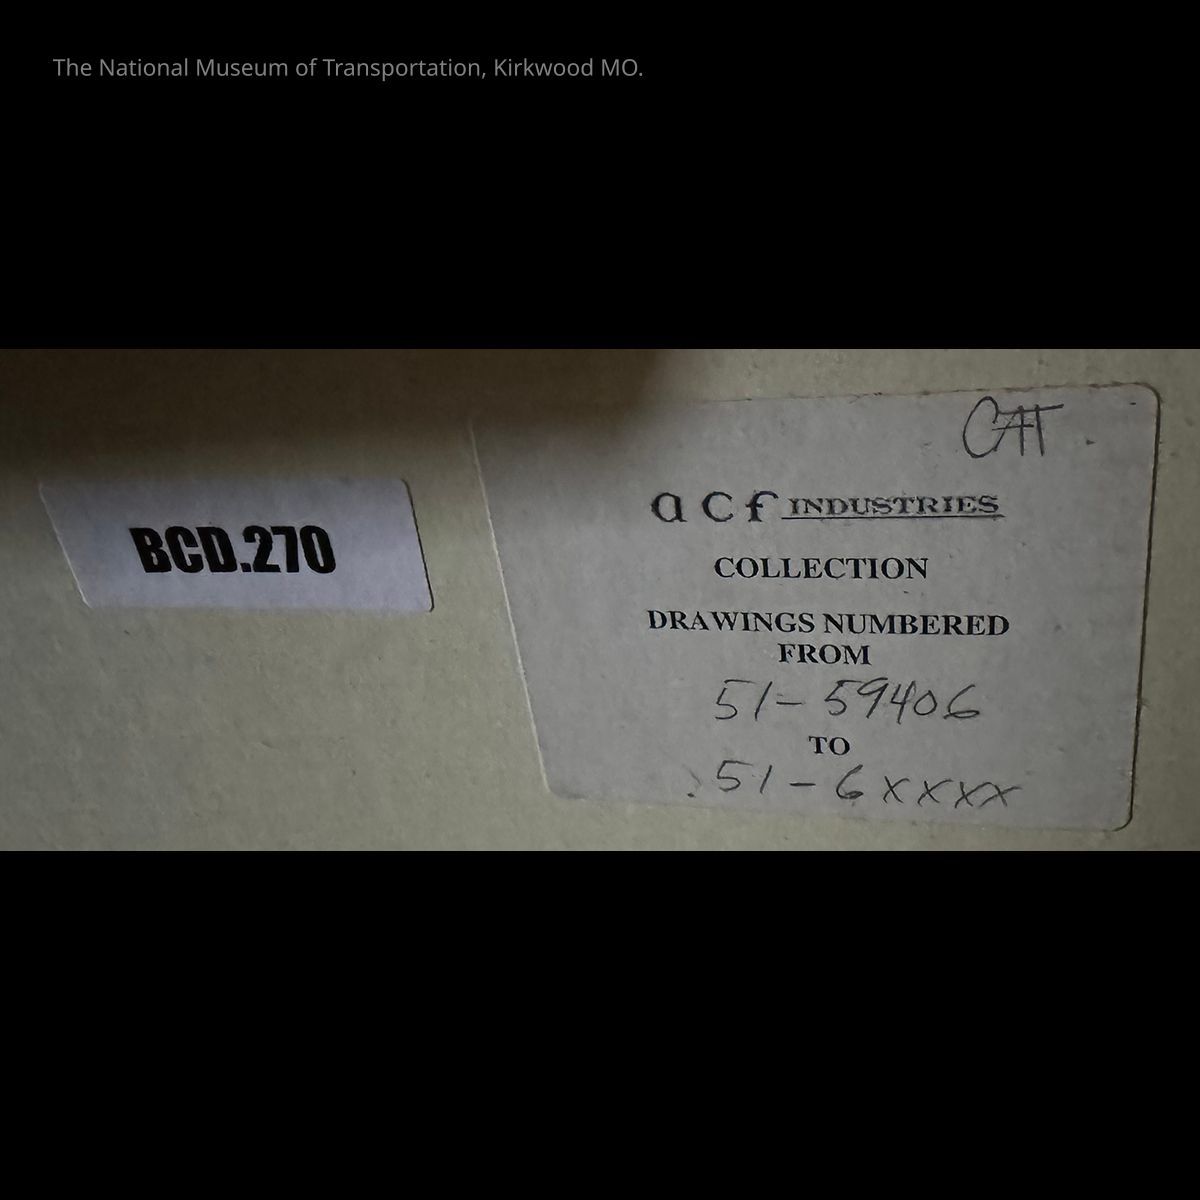 The National Museum of Transportation, Kirkwood MO.
BCD.270
CAT
acf INDUSTRIES
COLLECTION
DRAWINGS NUMBERED
FROM
51-59406
TO
51-6xxxx